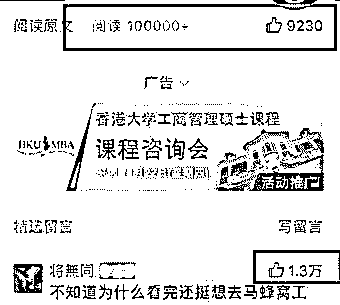 阅读原文 阅读 100000+ 9230
广告
香港大学工商管理硕士课程
HKU MBA
课程咨询会
活动推广
精选留言 写留言
将無同 1.3万
不知道为什么看完还挺想去马蜂窝工